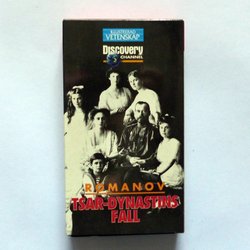 ILLUSTRERAD
VETENSKAP
Discovery
CHANNEL
ROMANOV
TSAR-DYNASTINS
FALL